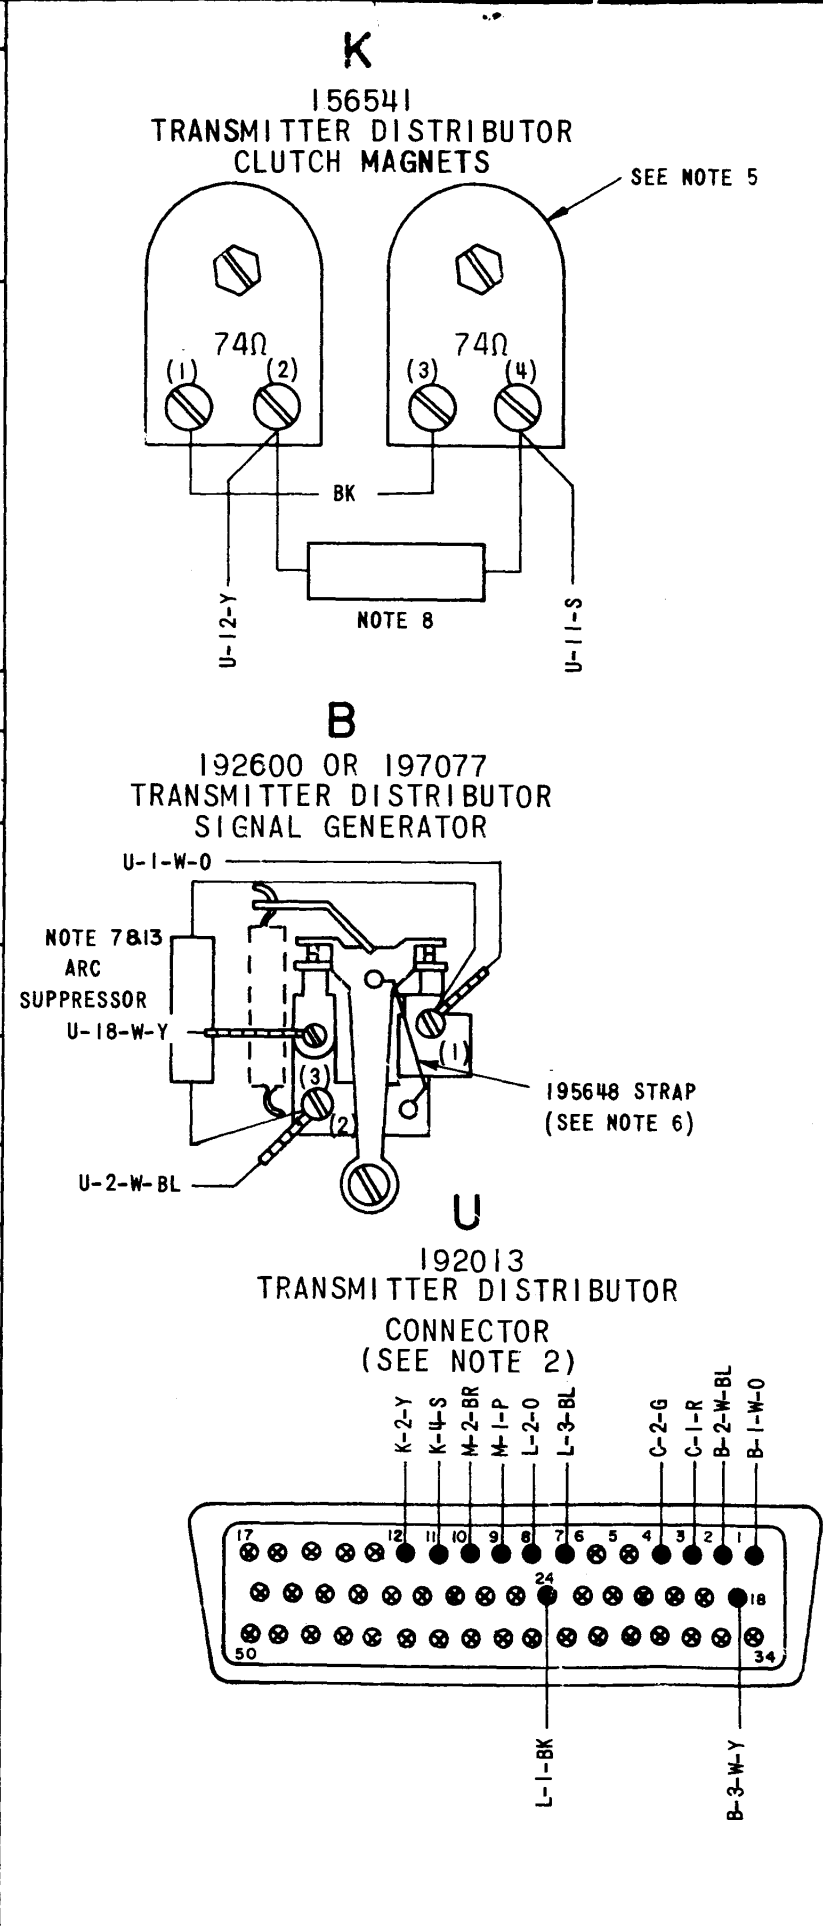 K
156541
TRANSMITTER DISTRIBUTOR
CLUTCH MAGNETS
SEE NOTE 5
74Ω
74Ω
(1)
(2)
(3)
(4)
BK
NOTE 8
U-12-Y
U-11-S
B
192600 OR 197077
TRANSMITTER DISTRIBUTOR
SIGNAL GENERATOR
U-1-W-O
NOTE 7&13
ARC
SUPPRESSOR
U-18-W-Y
(1)
(3)
(2)
195648 STRAP
(SEE NOTE 6)
U-2-W-BL
U
192013
TRANSMITTER DISTRIBUTOR
CONNECTOR
(SEE NOTE 2)
K-2-Y
K-4-S
M-2-BR
M-1-P
L-2-O
L-3-BL
C-2-G
C-1-R
B-2-W-BL
B-1-W-O
17 12 11 10 9 8 7 6 5 4 3 2 1
24
18
50
34
L-1-BK
B-3-W-Y